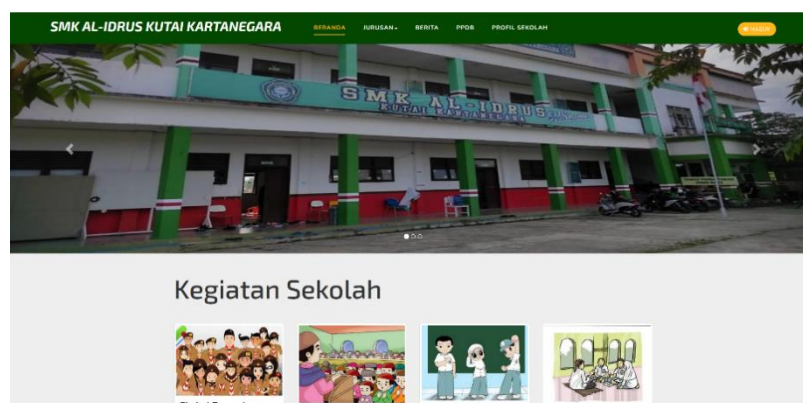 SMK AL-IDRUS KUTAI KARTANEGARA
BERANDA JURUSAN BERITA PPDB PROFIL SEKOLAH MASUK
SMK AL-IDRUS
KUTAI KARTANEGARA
Kegiatan Sekolah